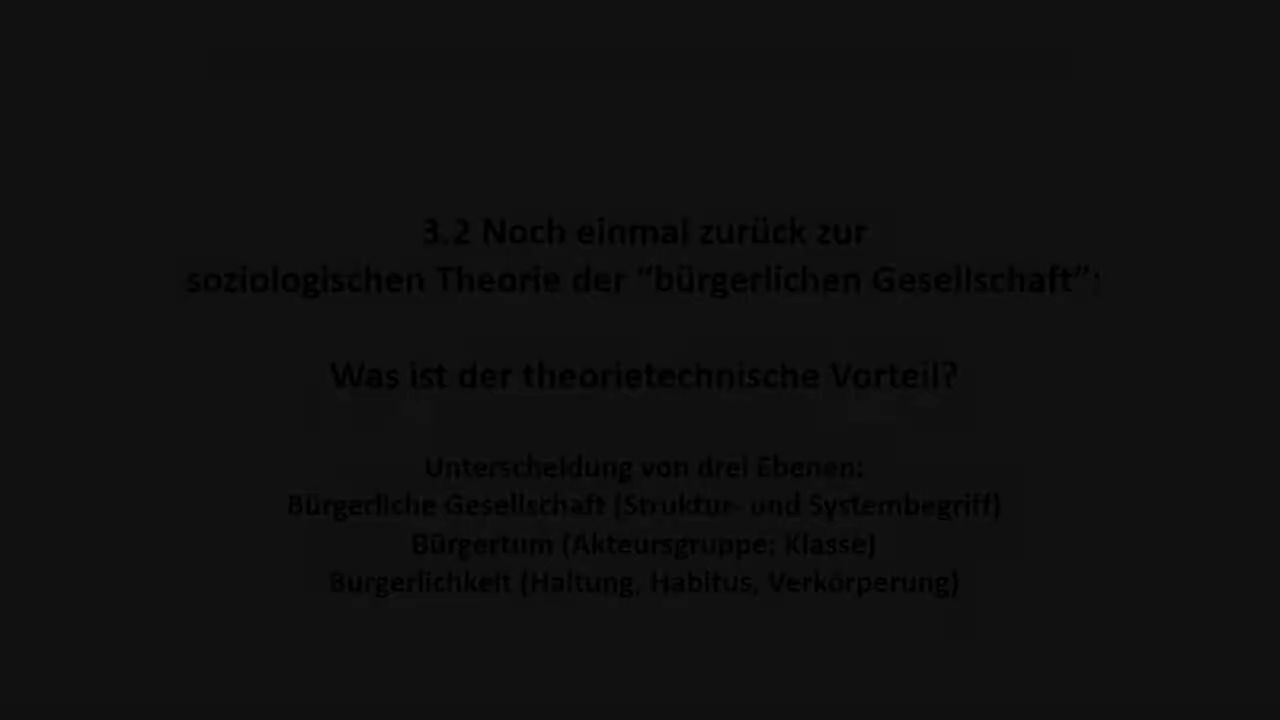 3.2 Noch einmal zurück zur
soziologischen Theorie der “bürgerlichen Gesellschaft”:
Was ist der theorietechnische Vorteil?
Unterscheidung von drei Ebenen:
Bürgerliche Gesellschaft (Struktur- und Systembegriff)
Bürgertum (Akteursgruppe; Klasse)
Bürgerlichkeit (Haltung, Habitus, Verkörperung)